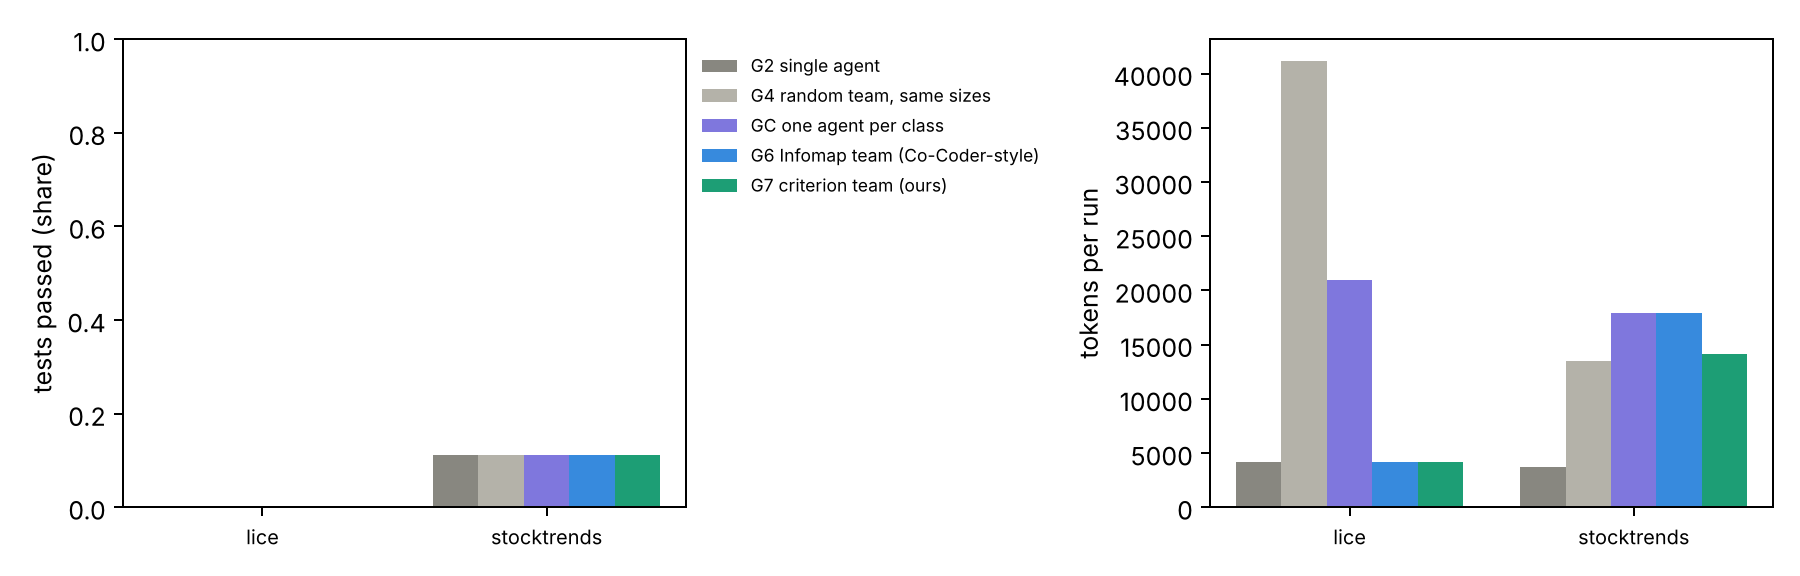 tests passed (share)
1.0
0.8
0.6
0.4
0.2
0.0
lice
stocktrends
G2 single agent
G4 random team, same sizes
GC one agent per class
G6 Infomap team (Co-Coder-style)
G7 criterion team (ours)
tokens per run
40000
35000
30000
25000
20000
15000
10000
5000
0
lice
stocktrends